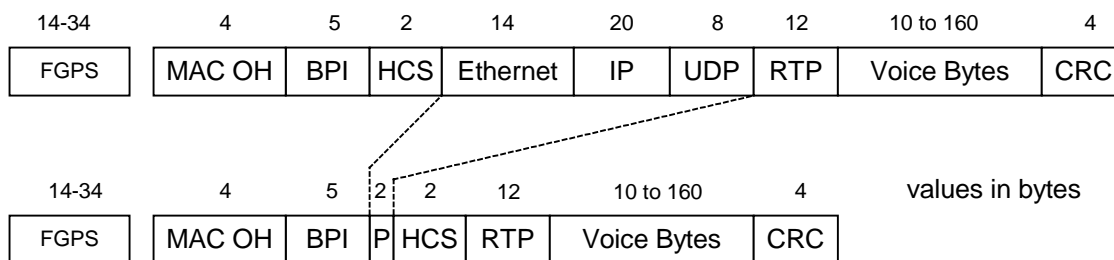 14-34 4 5 2 14 20 8 12 10 to 160 4
FGPS MAC OH BPI HCS Ethernet IP UDP RTP Voice Bytes CRC
14-34 4 5 2 2 12 10 to 160 4 values in bytes
FGPS MAC OH BPI P HCS RTP Voice Bytes CRC